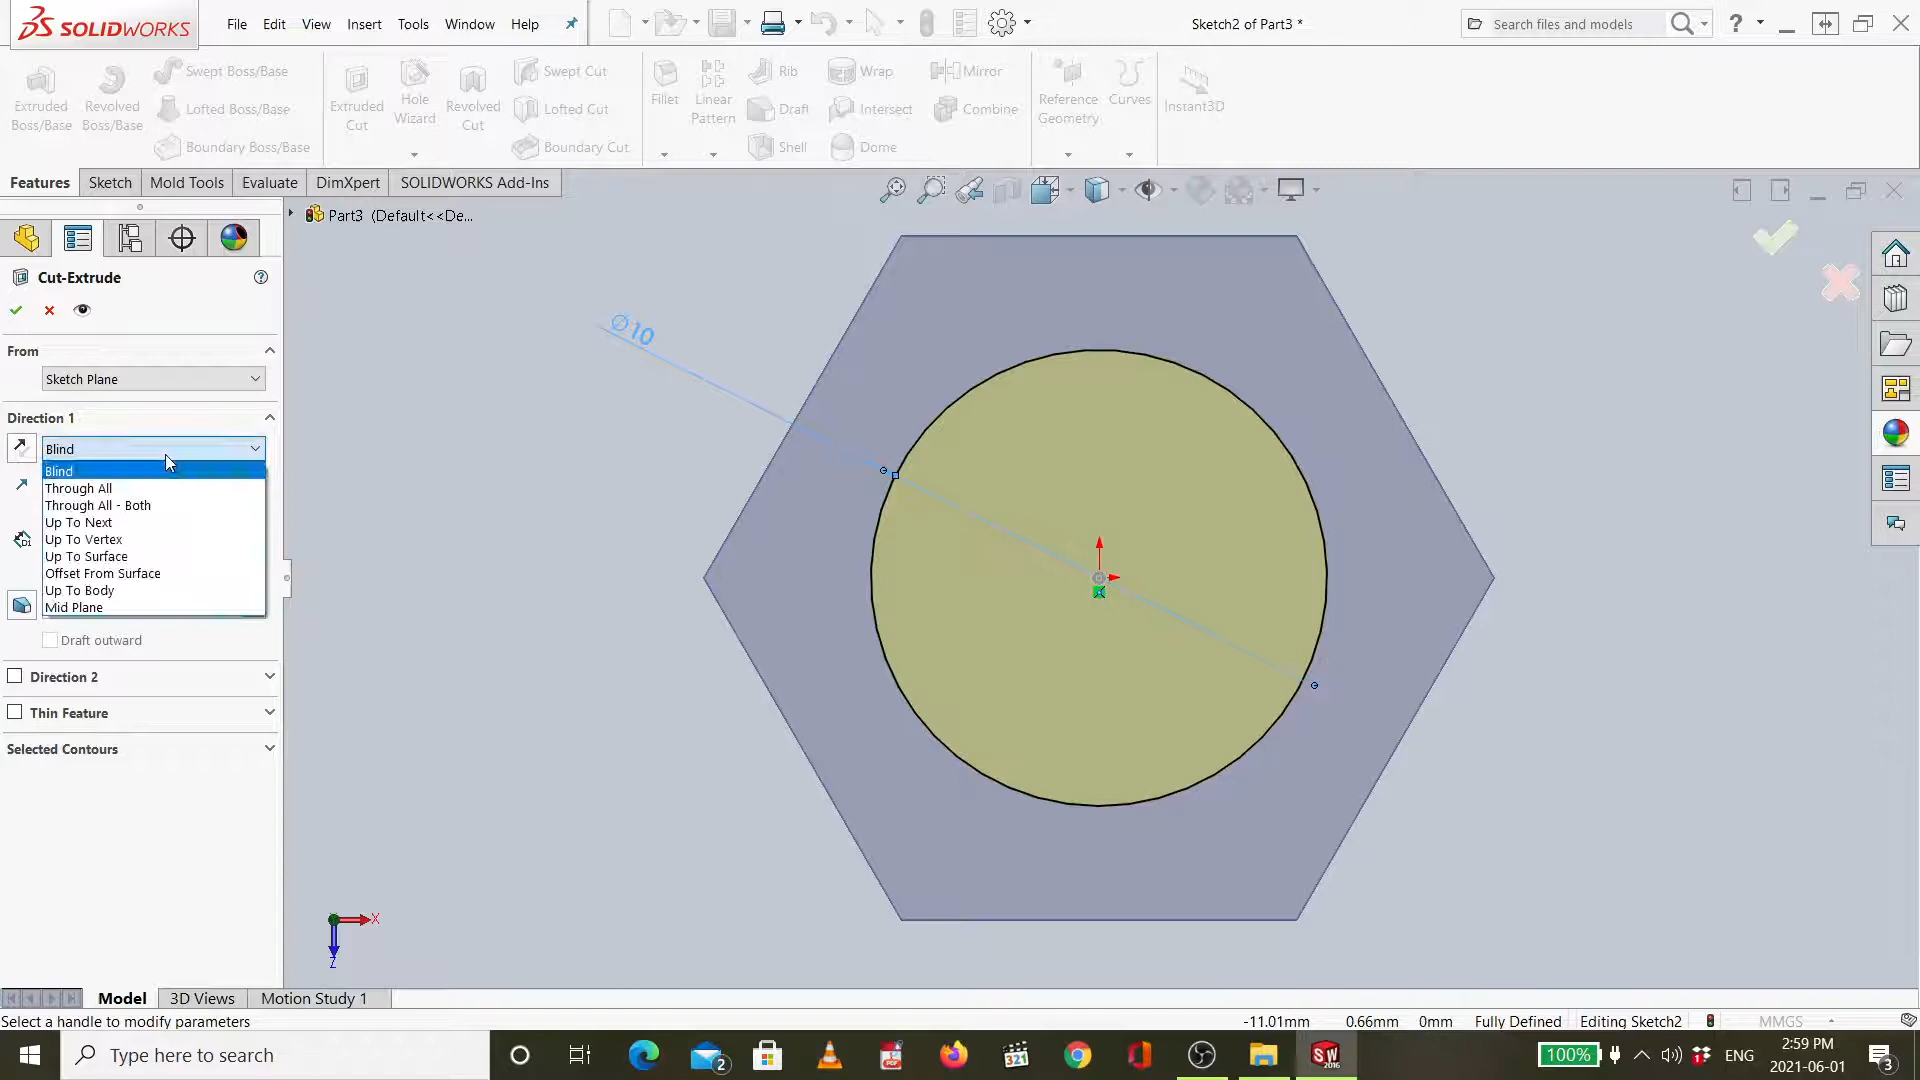 SOLIDWORKS
File Edit View Insert Tools Window Help
Sketch2 of Part3 *
Search files and models
?
Extruded Boss/Base
Revolved Boss/Base
Swept Boss/Base
Lofted Boss/Base
Boundary Boss/Base
Extruded Cut
Hole Wizard
Revolved Cut
Swept Cut
Lofted Cut
Boundary Cut
Fillet
Linear Pattern
Rib
Draft
Shell
Wrap
Intersect
Dome
Mirror
Combine
Reference Geometry
Curves
Instant3D
Features Sketch Mold Tools Evaluate DimXpert SOLIDWORKS Add-Ins
Part3 (Default<<De...
Cut-Extrude
From
Sketch Plane
Direction 1
Blind
Blind
Through All
Through All - Both
Up To Next
Up To Vertex
Up To Surface
Offset From Surface
Up To Body
Mid Plane
Draft outward
Direction 2
Thin Feature
Selected Contours
∅10
X
Z
Model 3D Views Motion Study 1
Select a handle to modify parameters
-11.01mm 0.66mm 0mm Fully Defined Editing Sketch2 MMGS
Type here to search
2
321
SW
2016
100%
ENG
2:59 PM
2021-06-01
3